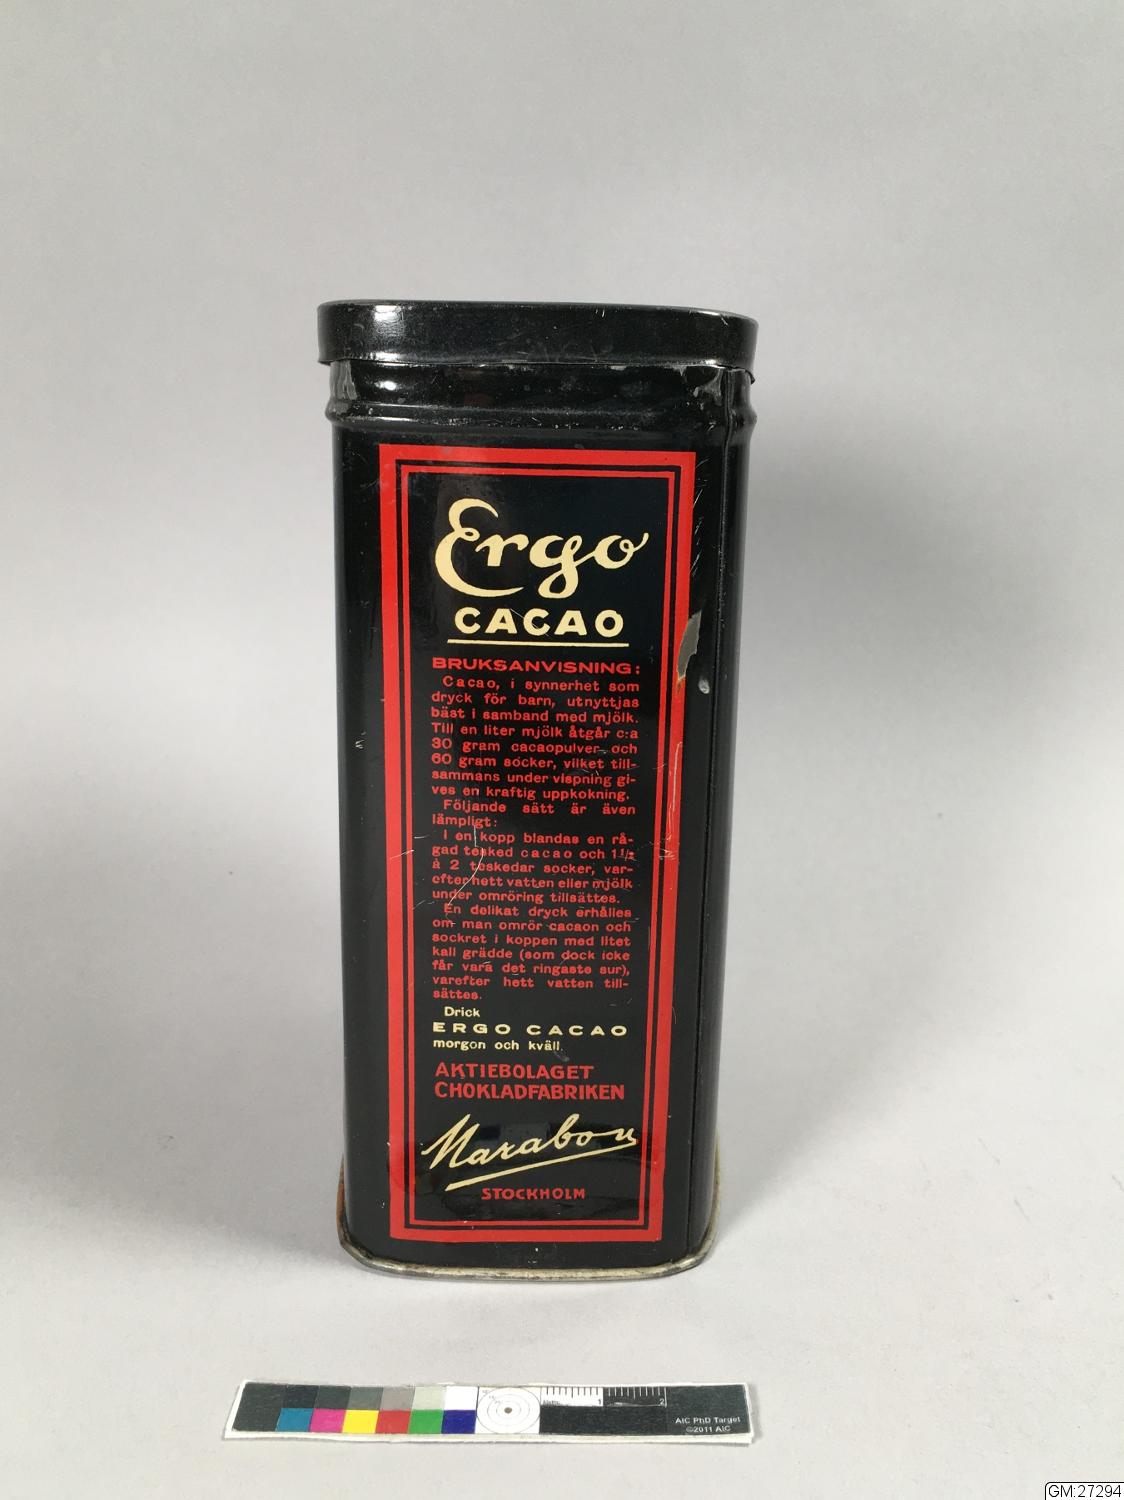 Ergo
CACAO
BRUKSANVISNING:
Cacao, i synnerhet som
dryck för barn, utnyttjas
bäst i samband med mjölk.
Till en liter mjölk åtgår c:a
30 gram cacaopulver och
60 gram socker, vilket till-
sammans under vispning gi-
ves en kraftig uppkokning.
Följande sätt är även
lämpligt:
I en kopp blandas en rå-
gad tesked cacao och 1½
à 2 teskedar socker, var-
efter hett vatten eller mjölk
under omröring tillsättes.
En delikat dryck erhålles
om man omrör cacaon och
sockret i koppen med litet
kall grädde (som dock icke
får vara det ringaste sur),
varefter hett vatten till-
sättes.
Drick
ERGO CACAO
morgon och kväll.
AKTIEBOLAGET
CHOKLADFABRIKEN
Marabou
STOCKHOLM
1 2
AIC PhD Target
©2011 AIC
GM:27294